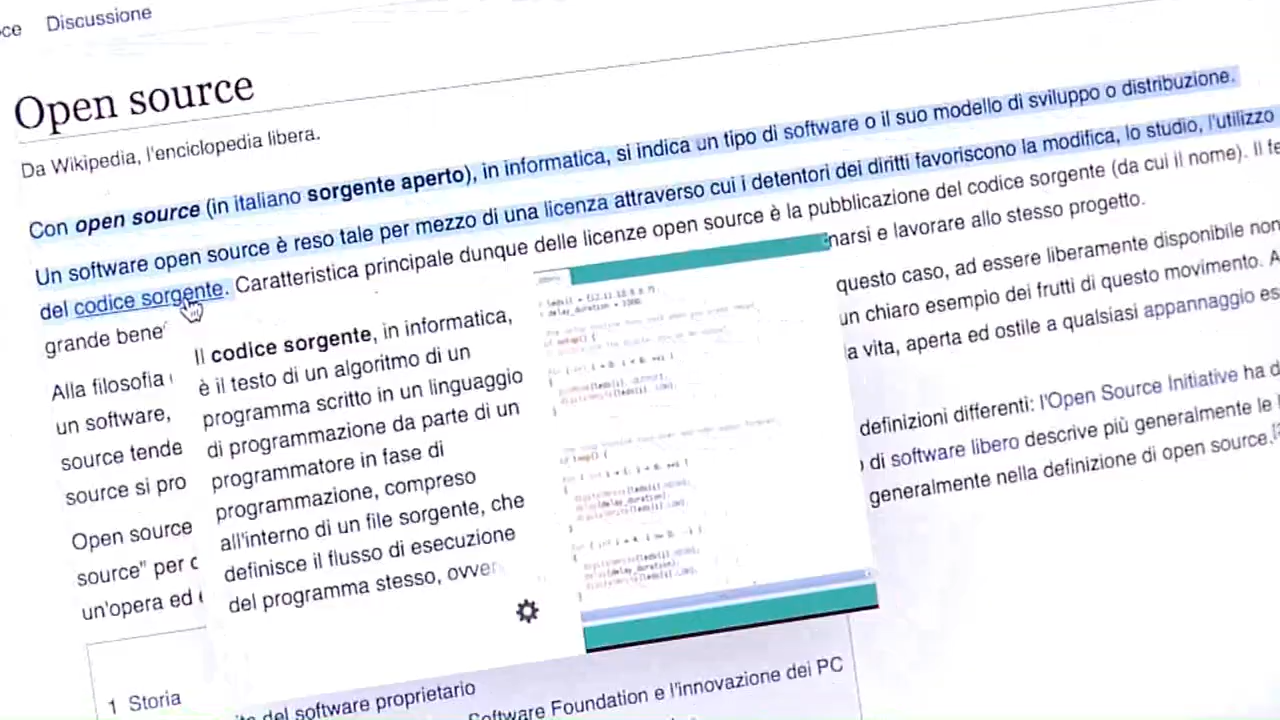 Discussione
Open source
Da Wikipedia, l'enciclopedia libera.
Con open source (in italiano sorgente aperto), in informatica, si indica un tipo di software o il suo modello di sviluppo o distribuzione.
Un software open source è reso tale per mezzo di una licenza attraverso cui i detentori dei diritti favoriscono la modifica, lo studio, l'utilizzo
del codice sorgente. Caratteristica principale dunque delle licenze open source è la pubblicazione del codice sorgente (da cui il nome). Il
grande
narsi e lavorare allo stesso progetto.
Alla filosofia
questo caso, ad essere liberamente disponibile non
un software,
un chiaro esempio dei frutti di questo movimento. A
source tende
a vita, aperta ed ostile a qualsiasi appannaggio es
source si pro
Open source
definizioni differenti: l'Open Source Initiative ha d
source" per
di software libero descrive più generalmente le
un'opera ed
generalmente nella definizione di open source.
Il codice sorgente, in informatica,
è il testo di un algoritmo di un
programma scritto in un linguaggio
di programmazione da parte di un
programmatore in fase di
programmazione, compreso
all'interno di un file sorgente, che
definisce il flusso di esecuzione
del programma stesso, ovver
1 Storia
del software proprietario
Software Foundation e l'innovazione dei PC